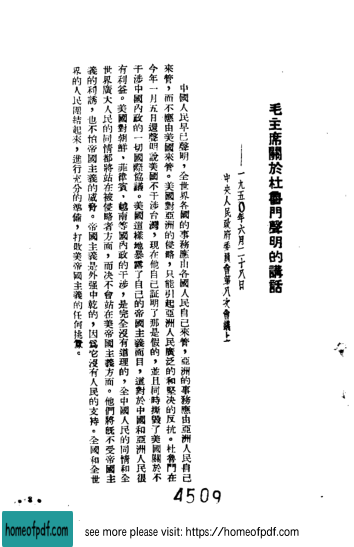 毛主席關於杜魯門聲明的講話
——一九五〇年六月二十八日
中央人民政府委員會第八次會議上
中國人民早已聲明，全世界各國的事務應由各國人民自己來管，亞洲的事務應由亞洲人民自己
來管，而不應由美國來管。美國對亞洲的侵略，只能引起亞洲人民廣泛的和堅決的反抗。杜魯門在
今年一月五日還聲明說美國不干涉台灣，現在他自己証明了那是假的，並且同時撕毀了美國關於不
干涉中國內政的一切國際協議。美國這樣地暴露了自己的帝國主義面目，這對於中國和亞洲人民很
有利益。美國對朝鮮、菲律賓、越南等國內政的干涉，是完全沒有道理的，全中國人民的同情和全
世界廣大人民的同情都將站在被侵略者方面，而决不會站在美帝國主義方面。他們將既不受帝國主
義的利誘，也不怕帝國主義的威脅。帝國主義是外强中乾的，因爲它沒有人民的支持。全國和全世
界的人民團結起來，進行充分的準備，打敗美帝國主義的任何挑釁。
4509
homeofpdf.com
see more please visit: https://homeofpdf.com